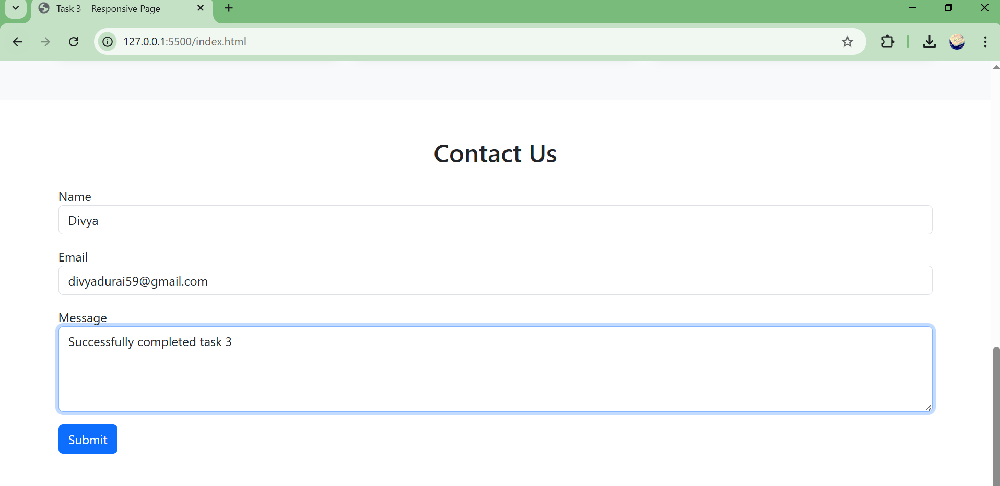 Task 3 – Responsive Page
127.0.0.1:5500/index.html
Contact Us
Name
Divya
Email
divyadurai59@gmail.com
Message
Successfully completed task 3
Submit